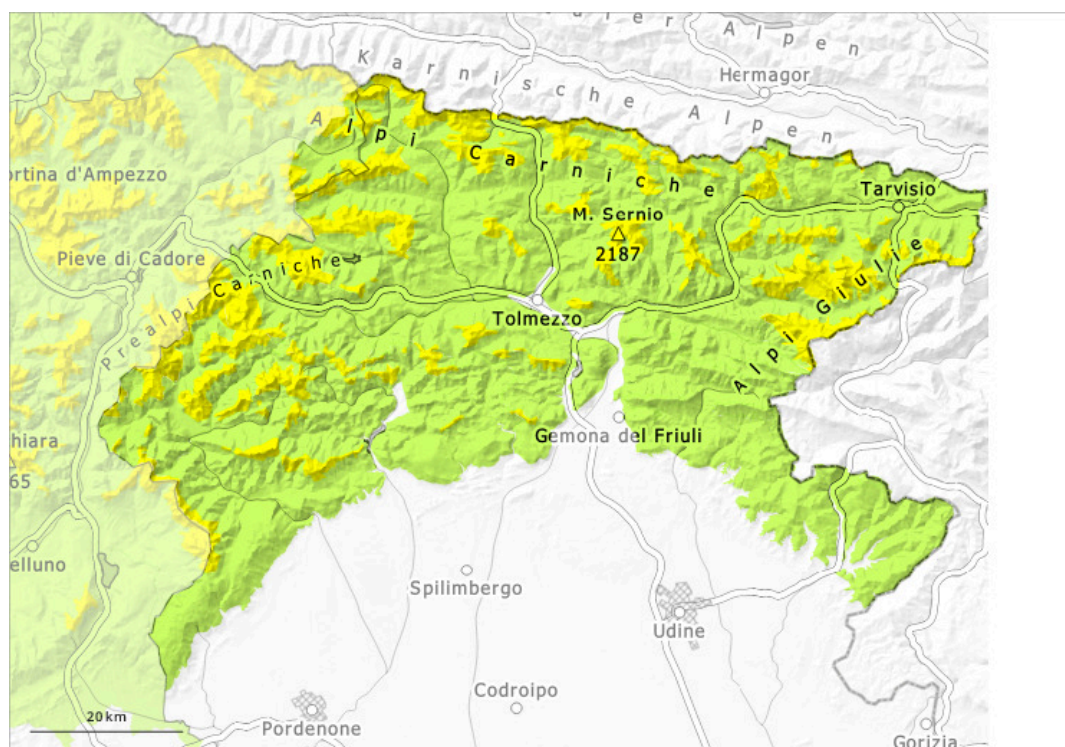 Alpen
Hermagor
Karnische Alpen
Alpi Carniche
ortina d'Ampezzo
Tarvisio
M. Sernio
2187
Pieve di Cadore
Prealpi Carniche
Tolmezzo
Alpi Giulie
Gemona del Friuli
hiara
65
elluno
Spilimbergo
Udine
Codroipo
20 km
Pordenone
Gorizia